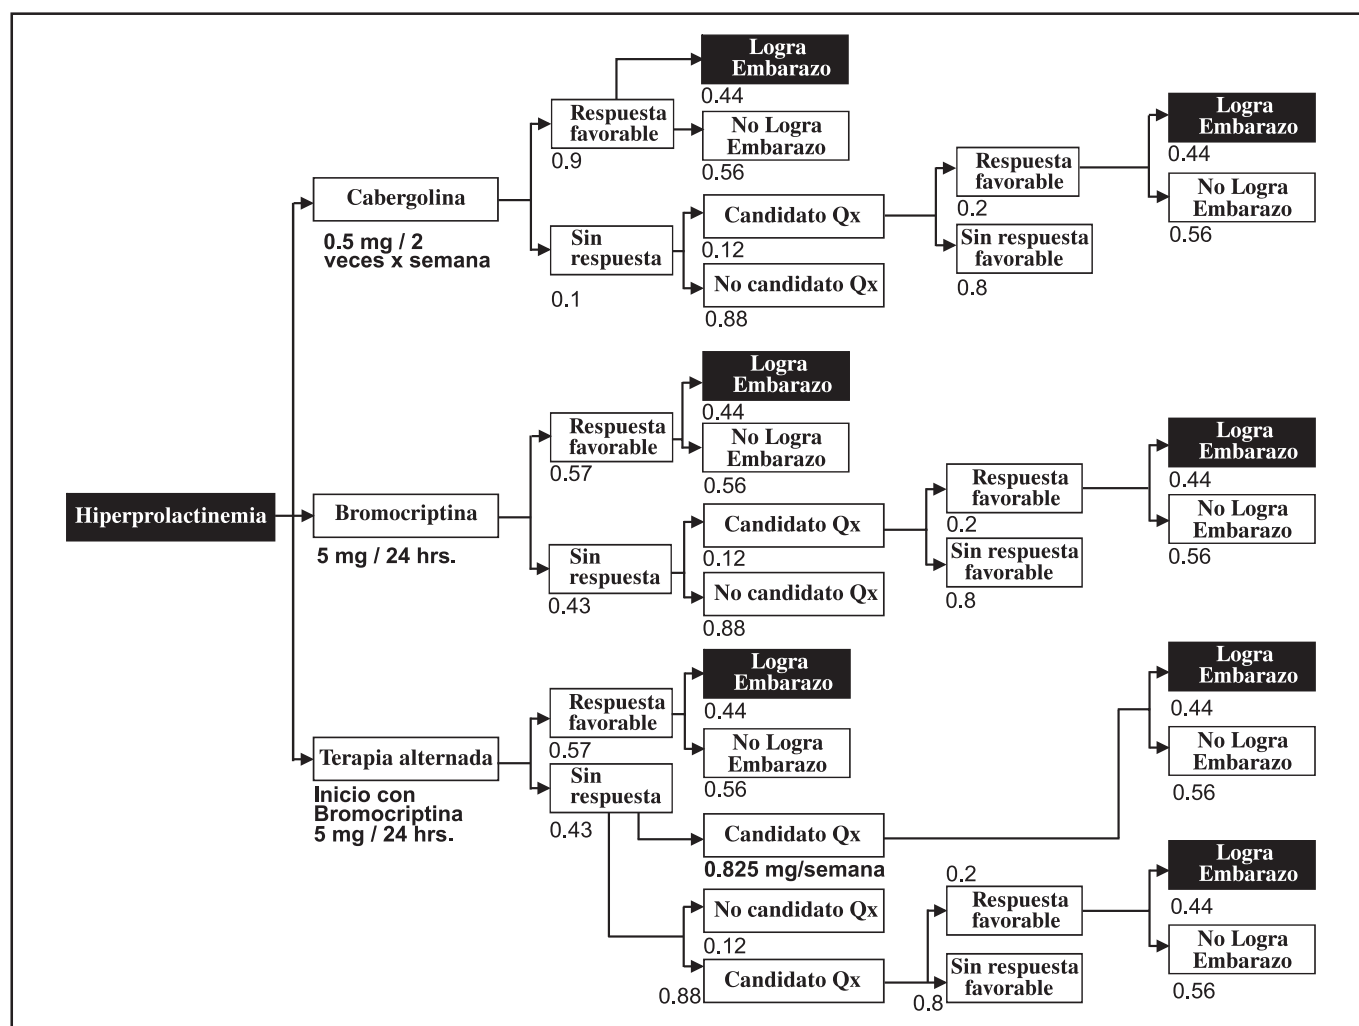 Hiperprolactinemia
Cabergolina
0.5 mg / 2
veces x semana
Respuesta
favorable
0.9
Logra
Embarazo
0.44
No Logra
Embarazo
0.56
Sin
respuesta
0.1
Candidato Qx
0.12
No candidato Qx
0.88
Respuesta
favorable
0.2
Sin respuesta
favorable
0.8
Logra
Embarazo
0.44
No Logra
Embarazo
0.56
Bromocriptina
5 mg / 24 hrs.
Respuesta
favorable
0.57
Logra
Embarazo
0.44
No Logra
Embarazo
0.56
Sin
respuesta
0.43
Candidato Qx
0.12
No candidato Qx
0.88
Respuesta
favorable
0.2
Sin respuesta
favorable
0.8
Logra
Embarazo
0.44
No Logra
Embarazo
0.56
Terapia alternada
Inicio con
Bromocriptina
5 mg / 24 hrs.
Respuesta
favorable
0.57
Logra
Embarazo
0.44
No Logra
Embarazo
0.56
Sin
respuesta
0.43
Candidato Qx
0.825 mg/semana
Logra
Embarazo
0.44
No Logra
Embarazo
0.56
No candidato Qx
0.12
Candidato Qx
0.88
0.2
Respuesta
favorable
Sin respuesta
favorable
0.8
Logra
Embarazo
0.44
No Logra
Embarazo
0.56